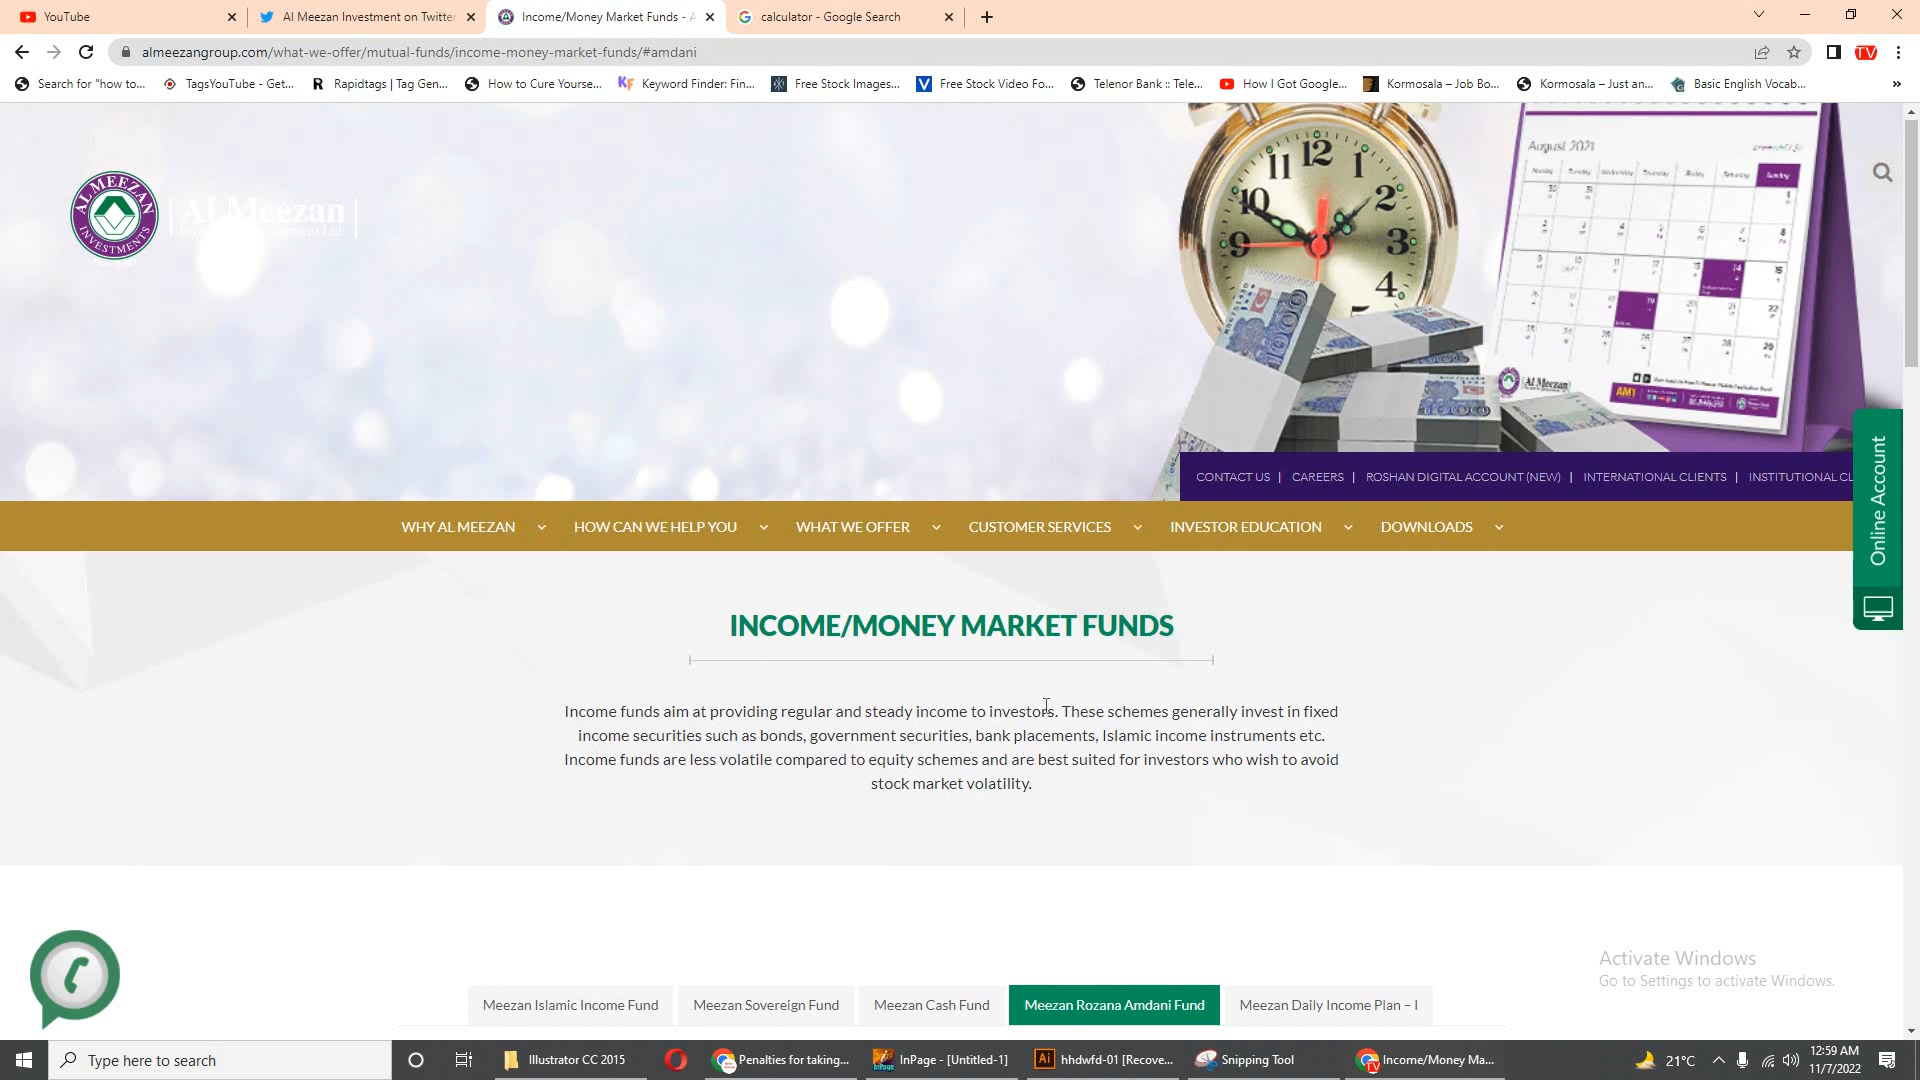 YouTube
Al Meezan Investment on Twitter
Income/Money Market Funds - A
calculator - Google Search
almeezangroup.com/what-we-offer/mutual-funds/income-money-market-funds/#amdani
Search for "how to...
TagsYouTube - Get...
Rapidtags | Tag Gen...
How to Cure Yourse...
Keyword Finder: Fin...
Free Stock Images...
Free Stock Video Fo...
Telenor Bank :: Tele...
How I Got Google...
Kormosala – Job Bo...
Kormosala – Just an...
Basic English Vocab...
»
AL MEEZAN INVESTMENTS
Al Meezan
August 2021
Al Meezan
CONTACT US | CAREERS | ROSHAN DIGITAL ACCOUNT (NEW) | INTERNATIONAL CLIENTS | INSTITUTIONAL CL
Online Account
WHY AL MEEZAN HOW CAN WE HELP YOU WHAT WE OFFER CUSTOMER SERVICES INVESTOR EDUCATION DOWNLOADS
INCOME/MONEY MARKET FUNDS
Income funds aim at providing regular and steady income to investors. These schemes generally invest in fixed
income securities such as bonds, government securities, bank placements, Islamic income instruments etc.
Income funds are less volatile compared to equity schemes and are best suited for investors who wish to avoid
stock market volatility.
Meezan Islamic Income Fund
Meezan Sovereign Fund
Meezan Cash Fund
Meezan Rozana Amdani Fund
Meezan Daily Income Plan – I
Activate Windows
Go to Settings to activate Windows.
Type here to search
Illustrator CC 2015
Penalties for taking...
InPage - [Untitled-1]
hhdwfd-01 [Recove...
Snipping Tool
Income/Money Ma...
21°C
12:59 AM
11/7/2022